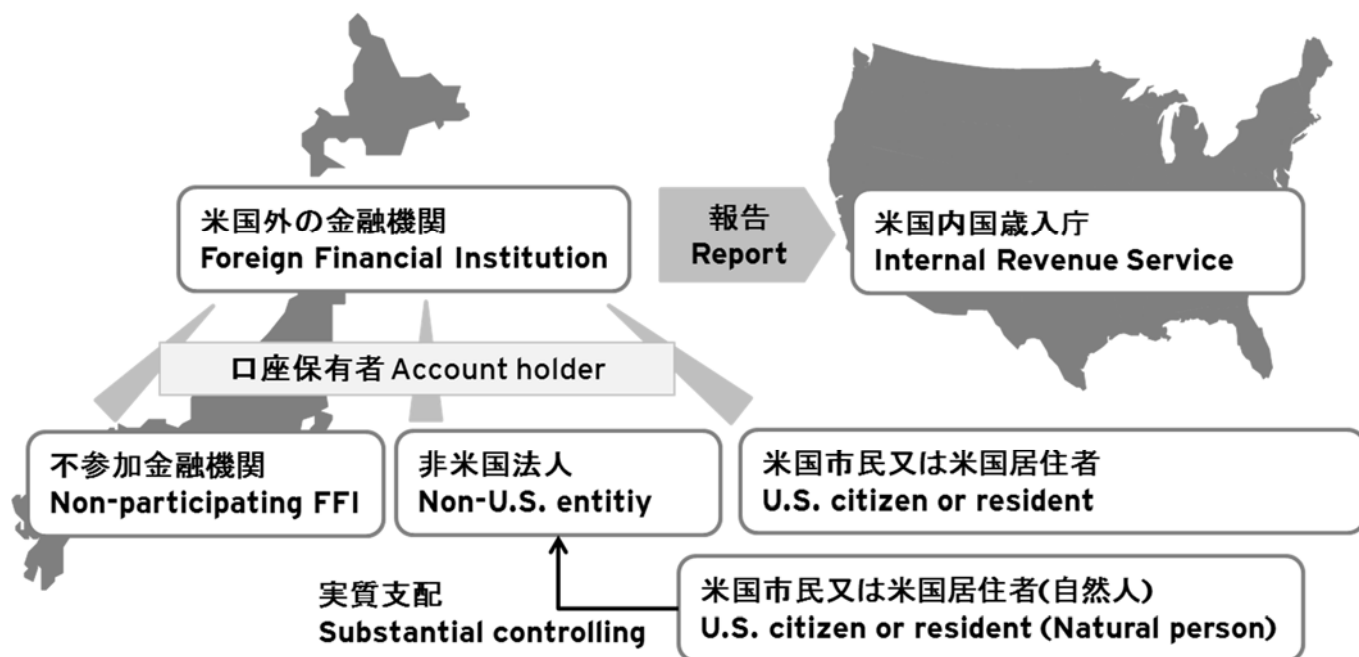 米国外の金融機関
Foreign Financial Institution
報告
Report
米国内国歳入庁
Internal Revenue Service
口座保有者 Account holder
不参加金融機関
Non-participating FFI
非米国法人
Non-U.S. entitiy
米国市民又は米国居住者
U.S. citizen or resident
実質支配
Substantial controlling
米国市民又は米国居住者(自然人)
U.S. citizen or resident (Natural person)